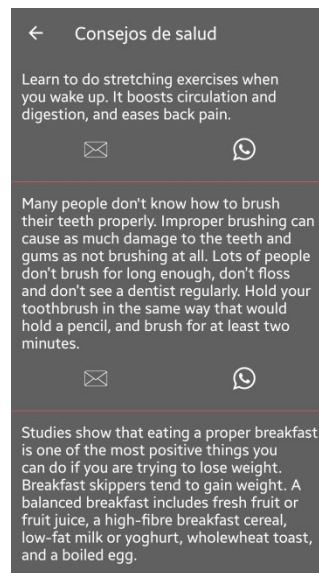 Consejos de salud
Learn to do stretching exercises when
you wake up. It boosts circulation and
digestion, and eases back pain.
Many people don't know how to brush
their teeth properly. Improper brushing can
cause as much damage to the teeth and
gums as not brushing at all. Lots of people
don't brush for long enough, don't floss
and don't see a dentist regularly. Hold your
toothbrush in the same way that would
hold a pencil, and brush for at least two
minutes.
Studies show that eating a proper breakfast
is one of the most positive things you
can do if you are trying to lose weight.
Breakfast skippers tend to gain weight. A
balanced breakfast includes fresh fruit or
fruit juice, a high-fibre breakfast cereal,
low-fat milk or yoghurt, wholewheat toast,
and a boiled egg.